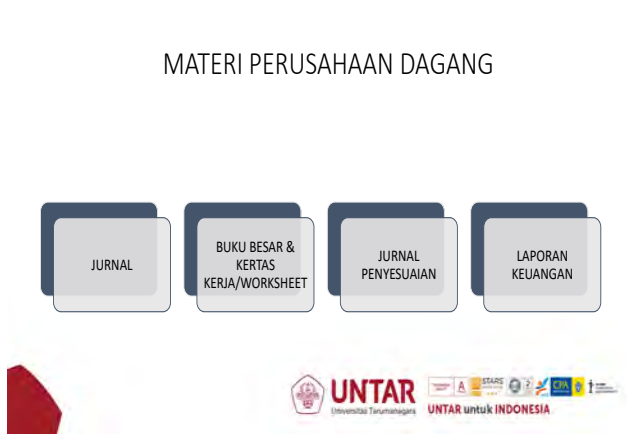 MATERI PERUSAHAAN DAGANG
JURNAL
BUKU BESAR &
KERTAS
KERJA/WORKSHEET
JURNAL
PENYESUAIAN
LAPORAN
KEUANGAN
UNTAR
Universitas Tarumanagara
A
STARS
CPA
UNTAR untuk INDONESIA